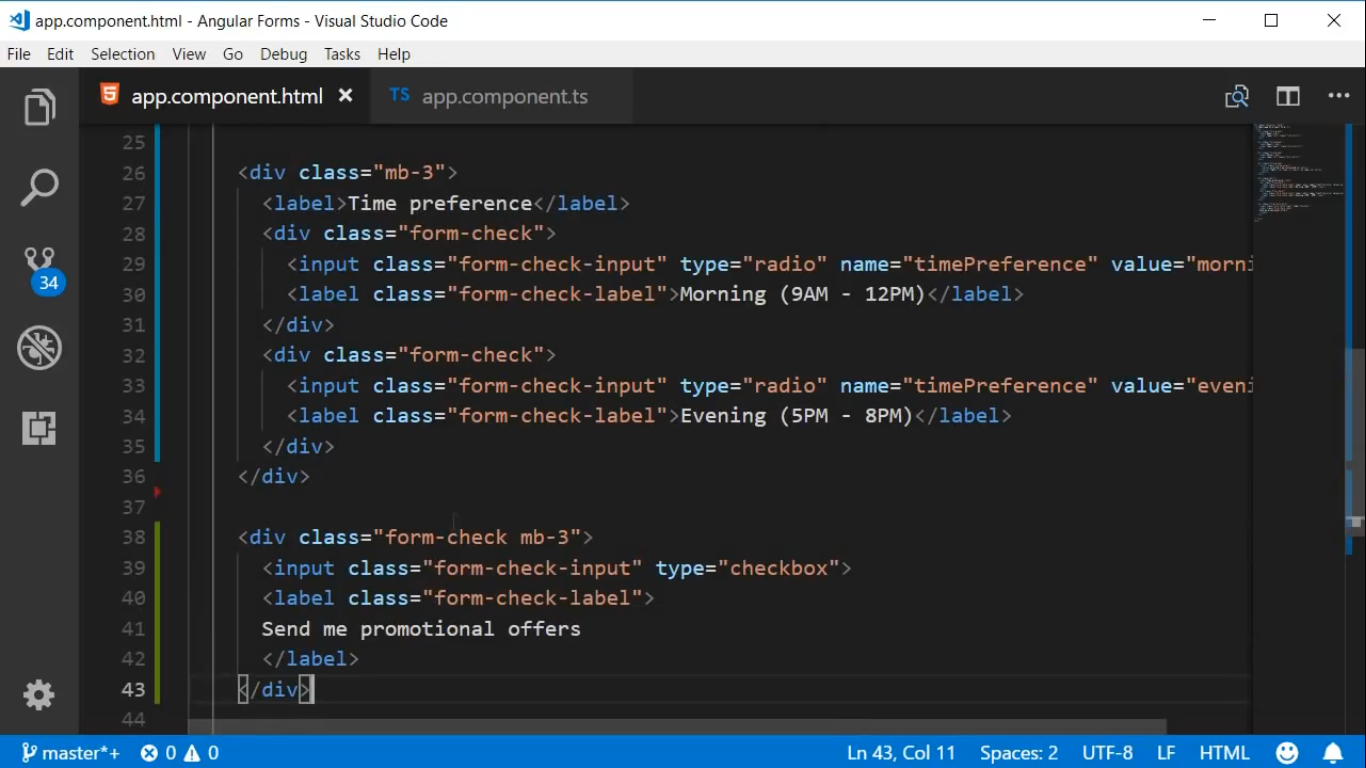 app.component.html - Angular Forms - Visual Studio Code
File Edit Selection View Go Debug Tasks Help
app.component.html TS app.component.ts
25
26 <div class="mb-3">
27 <label>Time preference</label>
28 <div class="form-check">
29 <input class="form-check-input" type="radio" name="timePreference" value="morni
30 <label class="form-check-label">Morning (9AM - 12PM)</label>
31 </div>
32 <div class="form-check">
33 <input class="form-check-input" type="radio" name="timePreference" value="eveni
34 <label class="form-check-label">Evening (5PM - 8PM)</label>
35 </div>
36 </div>
37
38 <div class="form-check mb-3">
39 <input class="form-check-input" type="checkbox">
40 <label class="form-check-label">
41 Send me promotional offers
42 </label>
43 </div>
44
34
master*+ 0 0 Ln 43, Col 11 Spaces: 2 UTF-8 LF HTML